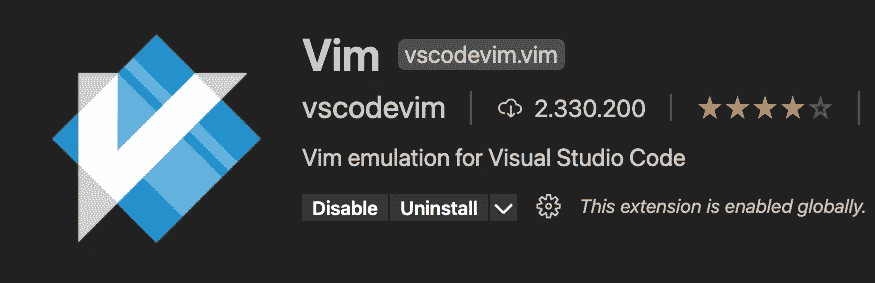 Vim vscodevim.vim
vscodevim 2.330.200
Vim emulation for Visual Studio Code
Disable Uninstall This extension is enabled globally.